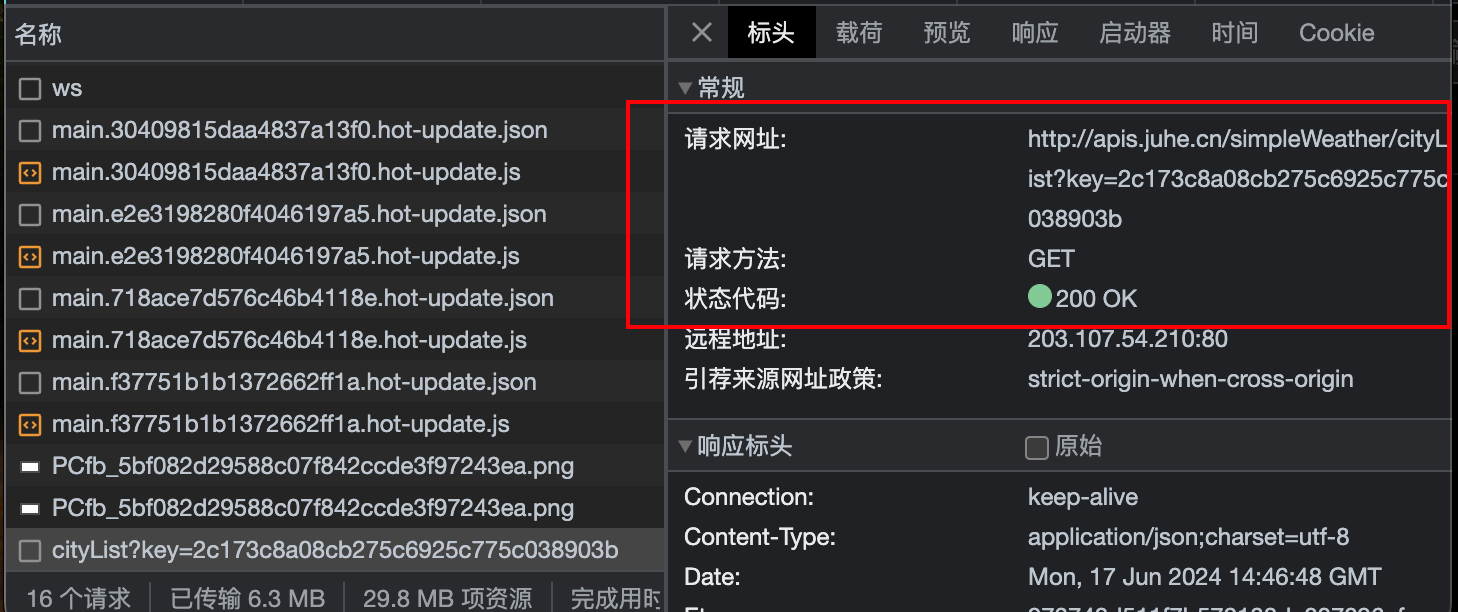 名称
ws
main.30409815daa4837a13f0.hot-update.json
main.30409815daa4837a13f0.hot-update.js
main.e2e3198280f4046197a5.hot-update.json
main.e2e3198280f4046197a5.hot-update.js
main.718ace7d576c46b4118e.hot-update.json
main.718ace7d576c46b4118e.hot-update.js
main.f37751b1b1372662ff1a.hot-update.json
main.f37751b1b1372662ff1a.hot-update.js
PCfb_5bf082d29588c07f842ccde3f97243ea.png
PCfb_5bf082d29588c07f842ccde3f97243ea.png
cityList?key=2c173c8a08cb275c6925c775c038903b
16 个请求 已传输 6.3 MB 29.8 MB 项资源 完成用时
标头 载荷 预览 响应 启动器 时间 Cookie
常规
请求网址: http://apis.juhe.cn/simpleWeather/cityL
ist?key=2c173c8a08cb275c6925c775c
038903b
请求方法: GET
状态代码: 200 OK
远程地址: 203.107.54.210:80
引荐来源网址政策: strict-origin-when-cross-origin
响应标头 原始
Connection: keep-alive
Content-Type: application/json;charset=utf-8
Date: Mon, 17 Jun 2024 14:46:48 GMT